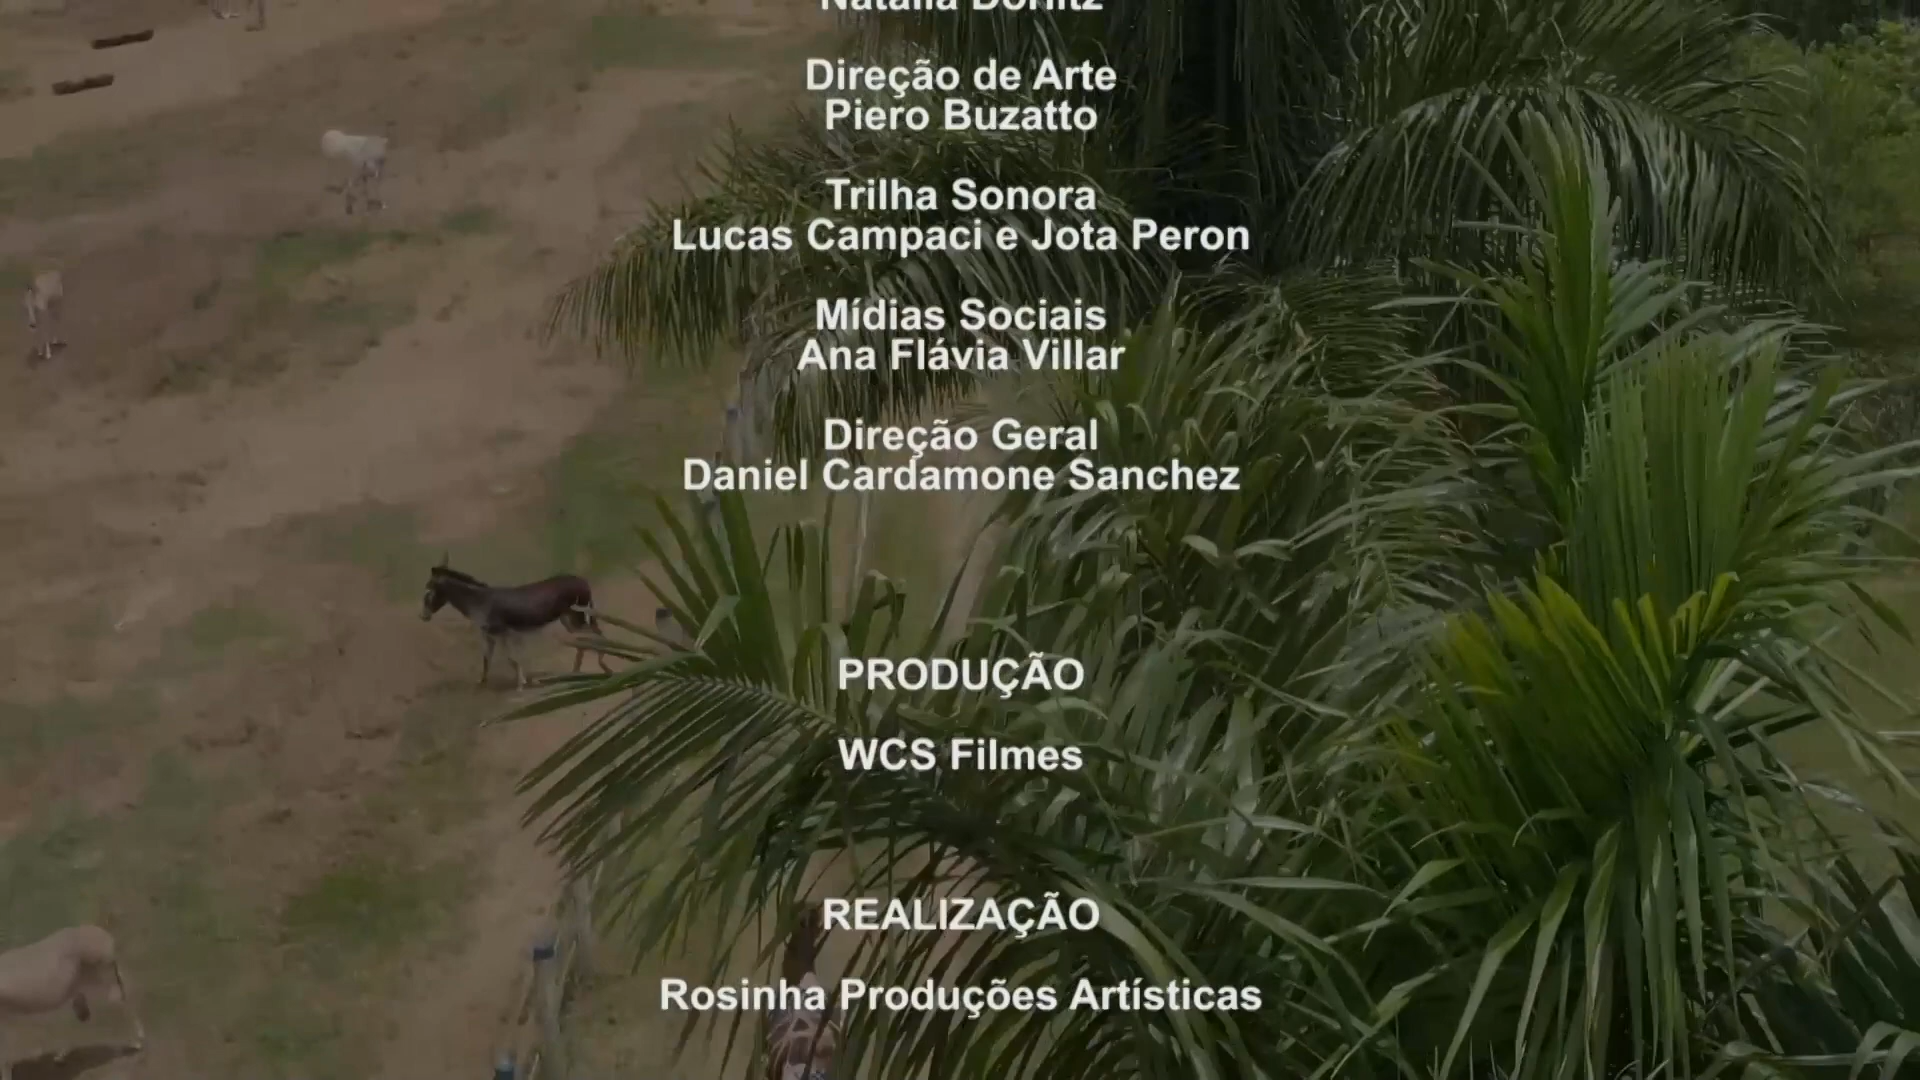 Direção de Arte
Piero Buzatto
Trilha Sonora
Lucas Campaci e Jota Peron
Mídias Sociais
Ana Flávia Villar
Direção Geral
Daniel Cardamone Sanchez
PRODUÇÃO
WCS Filmes
REALIZAÇÃO
Rosinha Produções Artísticas